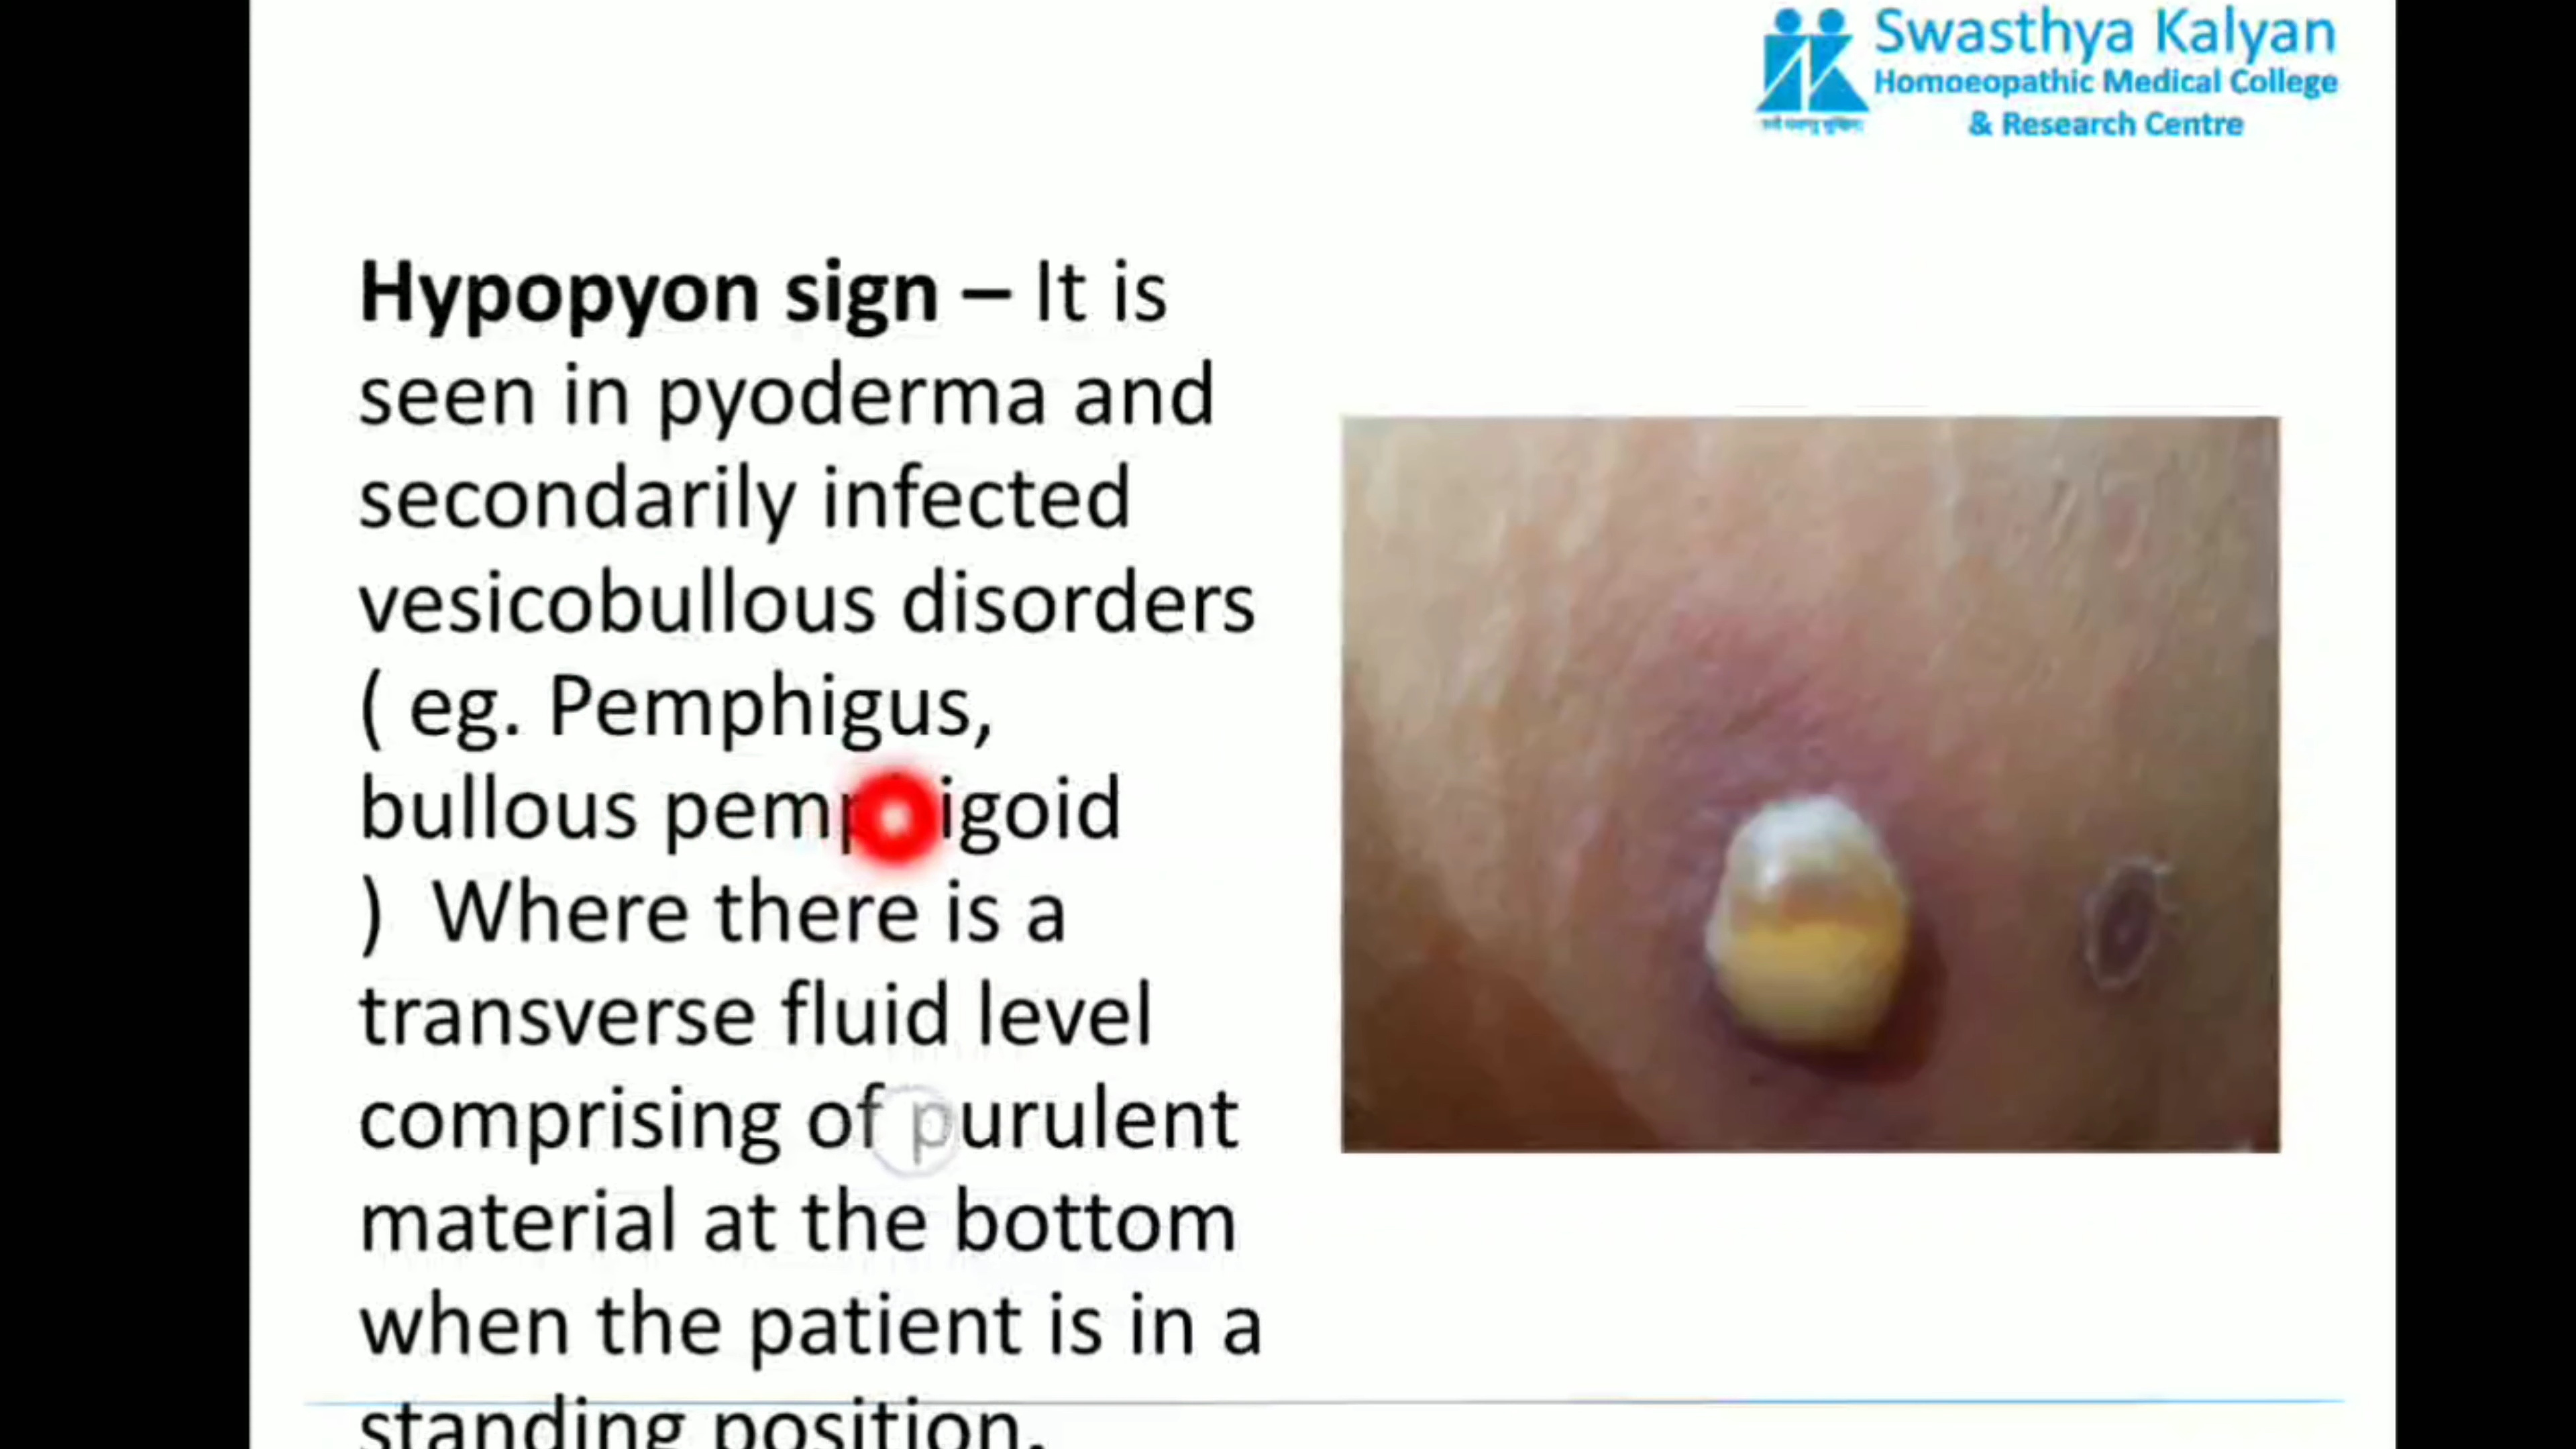 Swasthya Kalyan
Homoeopathic Medical College
& Research Centre
Hypopyon sign – It is
seen in pyoderma and
secondarily infected
vesicobullous disorders
( eg. Pemphigus,
bullous pemphigoid
) Where there is a
transverse fluid level
comprising of purulent
material at the bottom
when the patient is in a
standing position.